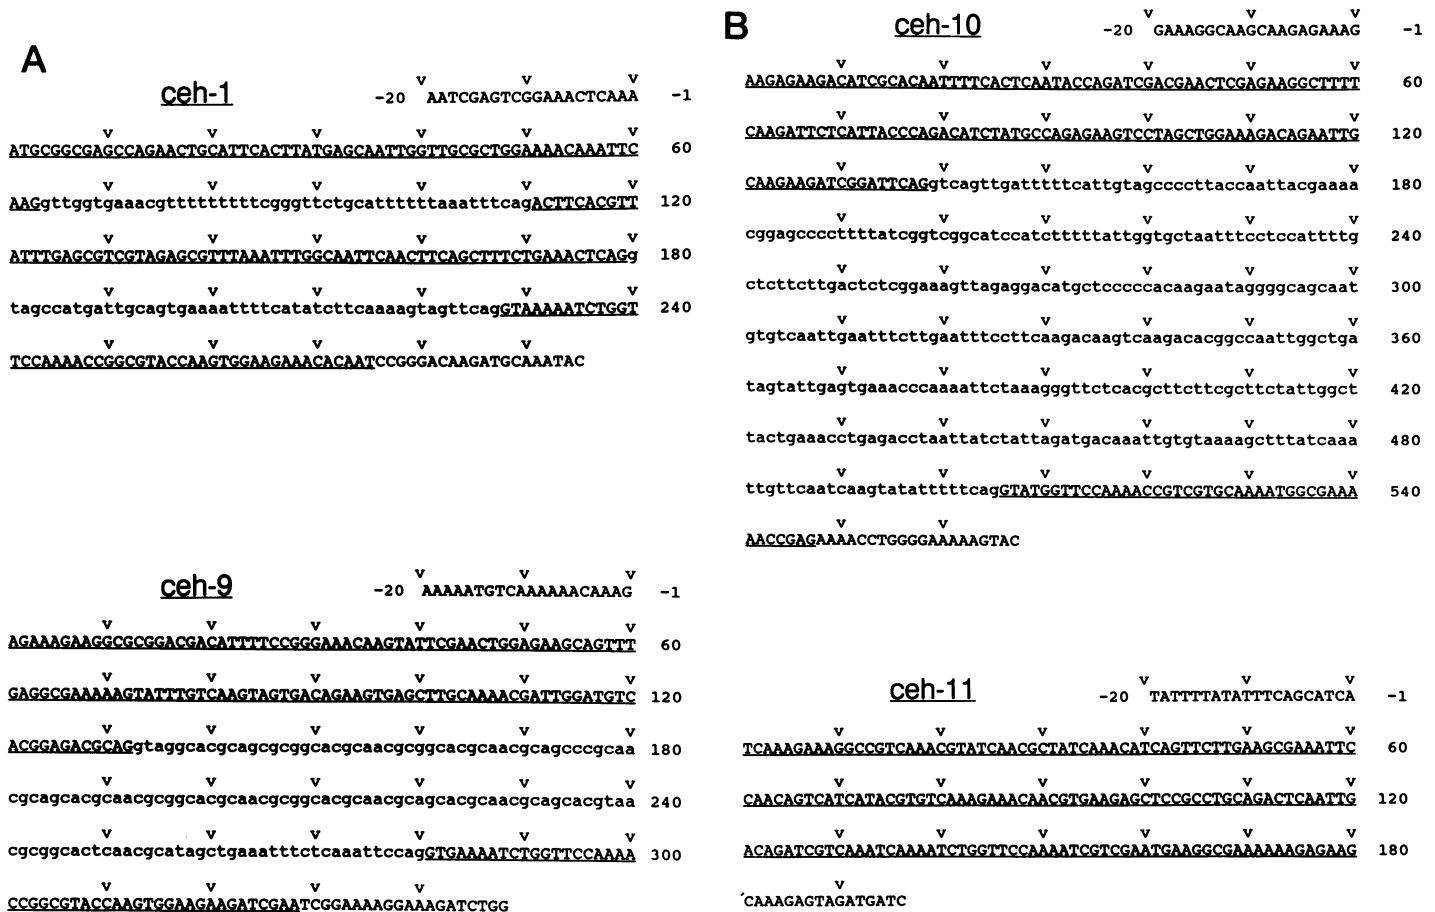 A
ceh-1
-20 AATCGAGTCGGAAACTCAAA -1
ATGCGGCGAGCCAGAACTGCATTCACTTATGAGCAATTGGTTGCGCTGGAAAACAAATTC 60
AAGgttggtgaaacgtttttttttcgggttctgcattttttaaatttcagACTTCACGTT 120
ATTTGAGCGTCGTAGAGCGTTTAAATTTGGCAATTCAACTTCAGCTTTCTGAAACTCAGg 180
tagccatgattgcagtgaaaattttcatatcttcaaaagtagttcagGTAAAAATCTGGT 240
TCCAAAACCGGCGTACCAAGTGGAAGAAACACAATCCGGGACAAGATGCAAATAC
ceh-9
-20 AAAAATGTCAAAAAACAAAG -1
AGAAAGAAGGCGCGGACGACATTTTCCGGGAAACAAGTATTCGAACTGGAGAAGCAGTTT 60
GAGGCGAAAAAGTATTTGTCAAGTAGTGACAGAAGTGAGCTTGCAAAACGATTGGATGTC 120
ACGGAGACGCAGgtaggcacgcagcgcggcacgcaacgcggcacgcaacgcagcccgcaa 180
cgcagcacgcaacgcggcacgcaacgcggcacgcaacgcagcacgcaacgcagcacgtaa 240
cgcggcactcaacgcatagctgaaatttctcaaattccagGTGAAAATCTGGTTCCAAAA 300
CCGGCGTACCAAGTGGAAGAAGATCGAATCGGAAAAGGAAAGATCTGG
B
ceh-10
-20 GAAAGGCAAGCAAGAGAAAG -1
AAGAGAAGACATCGCACAATTTTCACTCAATACCAGATCGACGAACTCGAGAAGGCTTTT 60
CAAGATTCTCATTACCCAGACATCTATGCCAGAGAAGTCCTAGCTGGAAAGACAGAATTG 120
CAAGAAGATCGGATTCAGgtcagttgatttttcattgtagccccttaccaattacgaaaa 180
cggagcccctttttatcggtcggcatccatctttttattggtgctaatttcctccattttg 240
ctcttcttgactctcggaaagttagaggacatgctcccccacaagaataggggcagcaat 300
gtgtcaattgaatttcttgaatttccttcaagacaagtcaagacacggccaattggctga 360
tagtattgagtgaaacccaaaattctaaagggttctcacgcttcttcgcttctattggct 420
tactgaaacctgagacctaattatctattagatgacaaattgtgtaaaagctttatcaaa 480
ttgttcaatcaagtatatttttcagGTATGGTTCCAAAACCGTCGTGCAAAATGGCGAAA 540
AACCGAGAAAACCTGGGGAAAAAGTAC
ceh-11
-20 TATTTTATATTTCAGCATCA -1
TCAAAGAAAGGCCGTCAAACGTATCAACGCTATCAAACATCAGTTCTTGAAGCGAAATTC 60
CAACAGTCATCATACGTGTCAAAGAAACAACGTGAAGAGCTCCGCCTGCAGACTCAATTG 120
ACAGATCGTCAAATCAAAATCTGGTTCCAAAATCGTCGAATGAAGGCGAAAAAAGAGAAG 180
CAAAGAGTAGATGATC